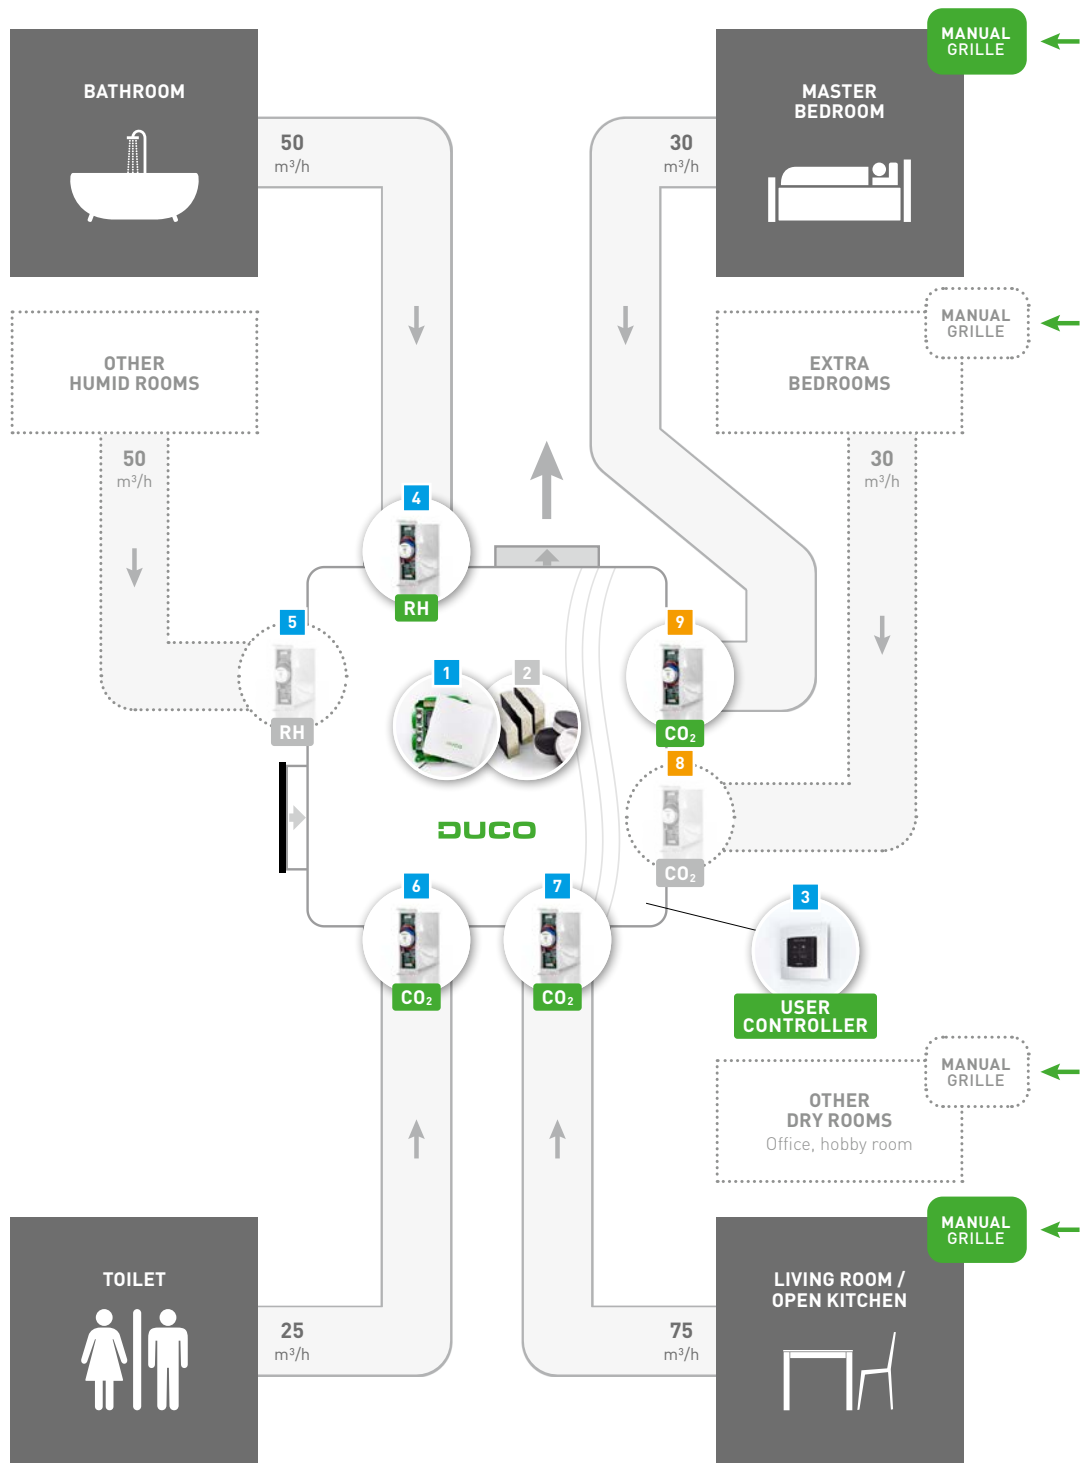 MANUAL
GRILLE
BATHROOM
MASTER
BEDROOM
50
m³/h
30
m³/h
MANUAL
GRILLE
OTHER
HUMID ROOMS
EXTRA
BEDROOMS
50
m³/h
30
m³/h
4
RH
5
RH
9
CO₂
1
2
DUCO
8
CO₂
DUCO
6
CO₂
7
CO₂
3
USER
CONTROLLER
MANUAL
GRILLE
OTHER
DRY ROOMS
Office, hobby room
MANUAL
GRILLE
TOILET
LIVING ROOM /
OPEN KITCHEN
25
m³/h
75
m³/h